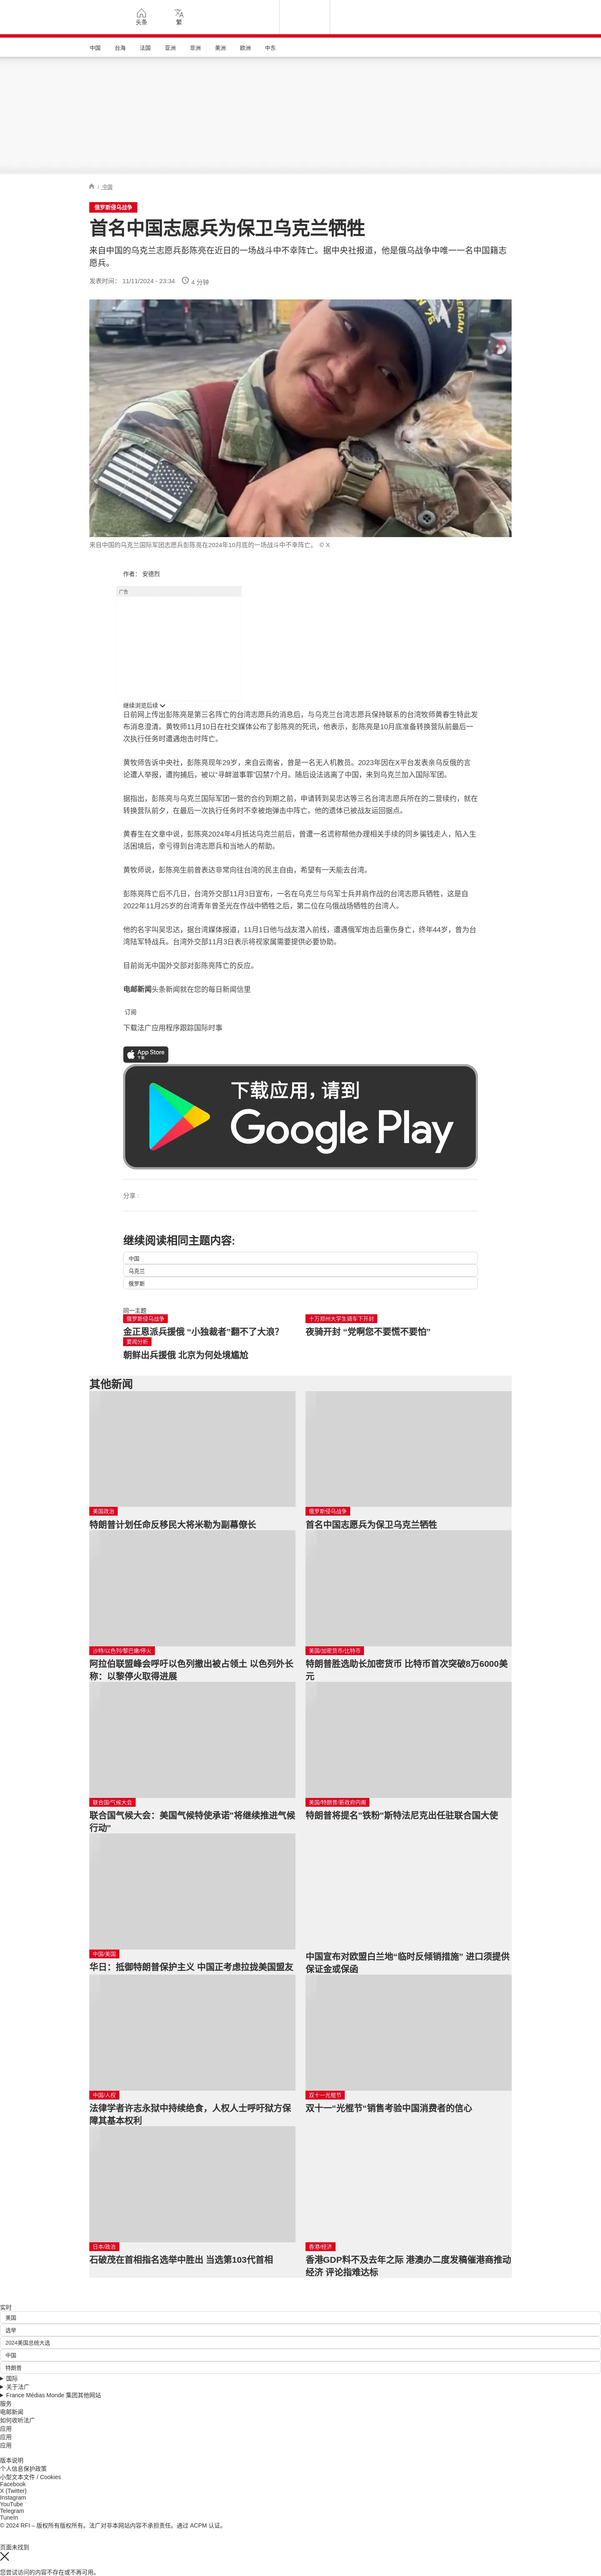 头条
繁
中国
台海
法国
亚洲
非洲
美洲
欧洲
中东
/ 中国
俄罗斯侵乌战争
首名中国志愿兵为保卫乌克兰牺牲
来自中国的乌克兰志愿兵彭陈亮在近日的一场战斗中不幸阵亡。据中央社报道，他是俄乌战争中唯一一名中国籍志
愿兵。
发表时间： 11/11/2024 - 23:34
4 分钟
来自中国的乌克兰国际军团志愿兵彭陈亮在2024年10月底的一场战斗中不幸阵亡。 © X
作者： 安德烈
广告
继续浏览后续
日前网上传出彭陈亮是第三名阵亡的台湾志愿兵的消息后，与乌克兰台湾志愿兵保持联系的台湾牧师黄春生特此发
布消息澄清。黄牧师11月10日在社交媒体公布了彭陈亮的死讯，他表示，彭陈亮是10月底准备转换营队前最后一
次执行任务时遭遇炮击时阵亡。
黄牧师告诉中央社，彭陈亮现年29岁，来自云南省，曾是一名无人机教员。2023年因在X平台发表亲乌反俄的言
论遭人举报，遭拘捕后，被以“寻衅滋事罪”囚禁7个月。随后设法逃离了中国，来到乌克兰加入国际军团。
据指出，彭陈亮与乌克兰国际军团一营的合约到期之前，申请转到吴忠达等三名台湾志愿兵所在的二营续约，就在
转换营队前夕，在最后一次执行任务时不幸被炮弹击中阵亡。他的遗体已被战友运回据点。
黄春生在文章中说，彭陈亮2024年4月抵达乌克兰前后，曾遭一名谎称帮他办理相关手续的同乡骗钱走人，陷入生
活困境后，幸亏得到台湾志愿兵和当地人的帮助。
黄牧师说，彭陈亮生前曾表达非常向往台湾的民主自由，希望有一天能去台湾。
彭陈亮阵亡后不几日，台湾外交部11月3日宣布，一名在乌克兰与乌军士兵并肩作战的台湾志愿兵牺牲，这是自
2022年11月25岁的台湾青年曾圣光在作战中牺牲之后，第二位在乌俄战场牺牲的台湾人。
他的名字叫吴忠达，据台湾媒体报道，11月1日他与战友潜入前线，遭遇俄军炮击后重伤身亡，终年44岁，曾为台
湾陆军特战兵。台湾外交部11月3日表示将视家属需要提供必要协助。
目前尚无中国外交部对彭陈亮阵亡的反应。
电邮新闻头条新闻就在您的每日新闻信里
订阅
下载法广应用程序跟踪国际时事
App Store
下载
下载应用，请到
Google Play
分享 :
继续阅读相同主题内容:
中国
乌克兰
俄罗斯
同一主题
俄罗斯侵乌战争
金正恩派兵援俄 “小独裁者”翻不了大浪？
十万郑州大学生骑车下开封
夜骑开封 “党啊您不要慌不要怕”
要闻分析
朝鲜出兵援俄 北京为何处境尴尬
其他新闻
美国政治
特朗普计划任命反移民大将米勒为副幕僚长
俄罗斯侵乌战争
首名中国志愿兵为保卫乌克兰牺牲
沙特/以色列/黎巴嫩/停火
阿拉伯联盟峰会呼吁以色列撤出被占领土 以色列外长
称：以黎停火取得进展
美国/加密货币/比特币
特朗普胜选助长加密货币 比特币首次突破8万6000美
元
联合国/气候大会
联合国气候大会：美国气候特使承诺"将继续推进气候
行动"
美国/特朗普/新政府内阁
特朗普将提名"铁粉"斯特法尼克出任驻联合国大使
中国/美国
华日：抵御特朗普保护主义 中国正考虑拉拢美国盟友
中国宣布对欧盟白兰地“临时反倾销措施” 进口须提供
保证金或保函
中国/人权
法律学者许志永狱中持续绝食，人权人士呼吁狱方保
障其基本权利
双十一光棍节
双十一"光棍节"销售考验中国消费者的信心
日本/政治
石破茂在首相指名选举中胜出 当选第103代首相
香港/经济
香港GDP料不及去年之际 港澳办二度发稿催港商推动
经济 评论指难达标
实时
美国
选举
2024美国总统大选
中国
特朗普
国际
关于法广
France Médias Monde 集团其他网站
服务
电邮新闻
如何收听法广
应用
应用
应用
版本说明
个人信息保护政策
小型文本文件 / Cookies
Facebook
X (Twitter)
Instagram
YouTube
Telegram
TuneIn
© 2024 RFI – 版权所有版权所有。法广对非本网站内容不承担责任。通过 ACPM 认证。
页面未找到
您尝试访问的内容不存在或不再可用。